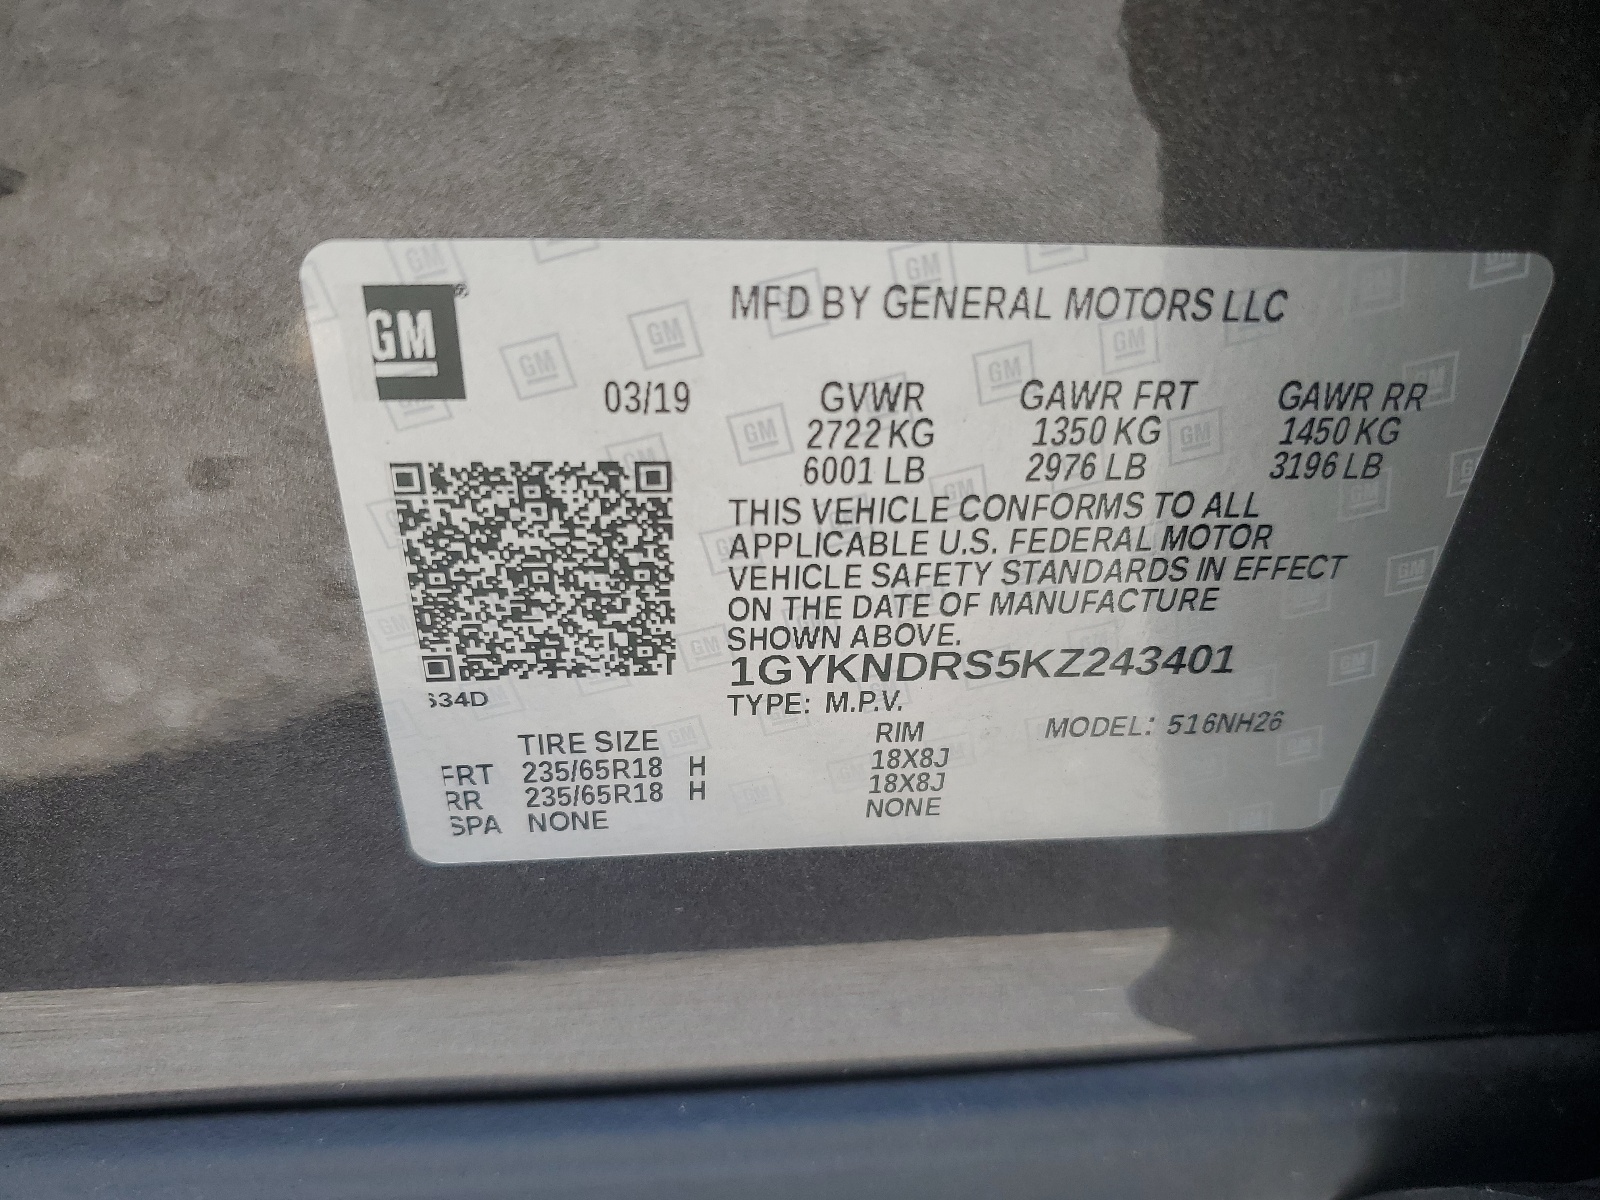 GM
MFD BY GENERAL MOTORS LLC
03/19 GVWR GAWR FRT GAWR RR
2722 KG 1350 KG 1450 KG
6001 LB 2976 LB 3196 LB
THIS VEHICLE CONFORMS TO ALL
APPLICABLE U.S. FEDERAL MOTOR
VEHICLE SAFETY STANDARDS IN EFFECT
ON THE DATE OF MANUFACTURE
SHOWN ABOVE.
1GYKNDRS5KZ243401
S34D
TYPE: M.P.V.
MODEL: 516NH26
TIRE SIZE RIM
FRT 235/65R18 H 18X8J
RR 235/65R18 H 18X8J
SPA NONE NONE